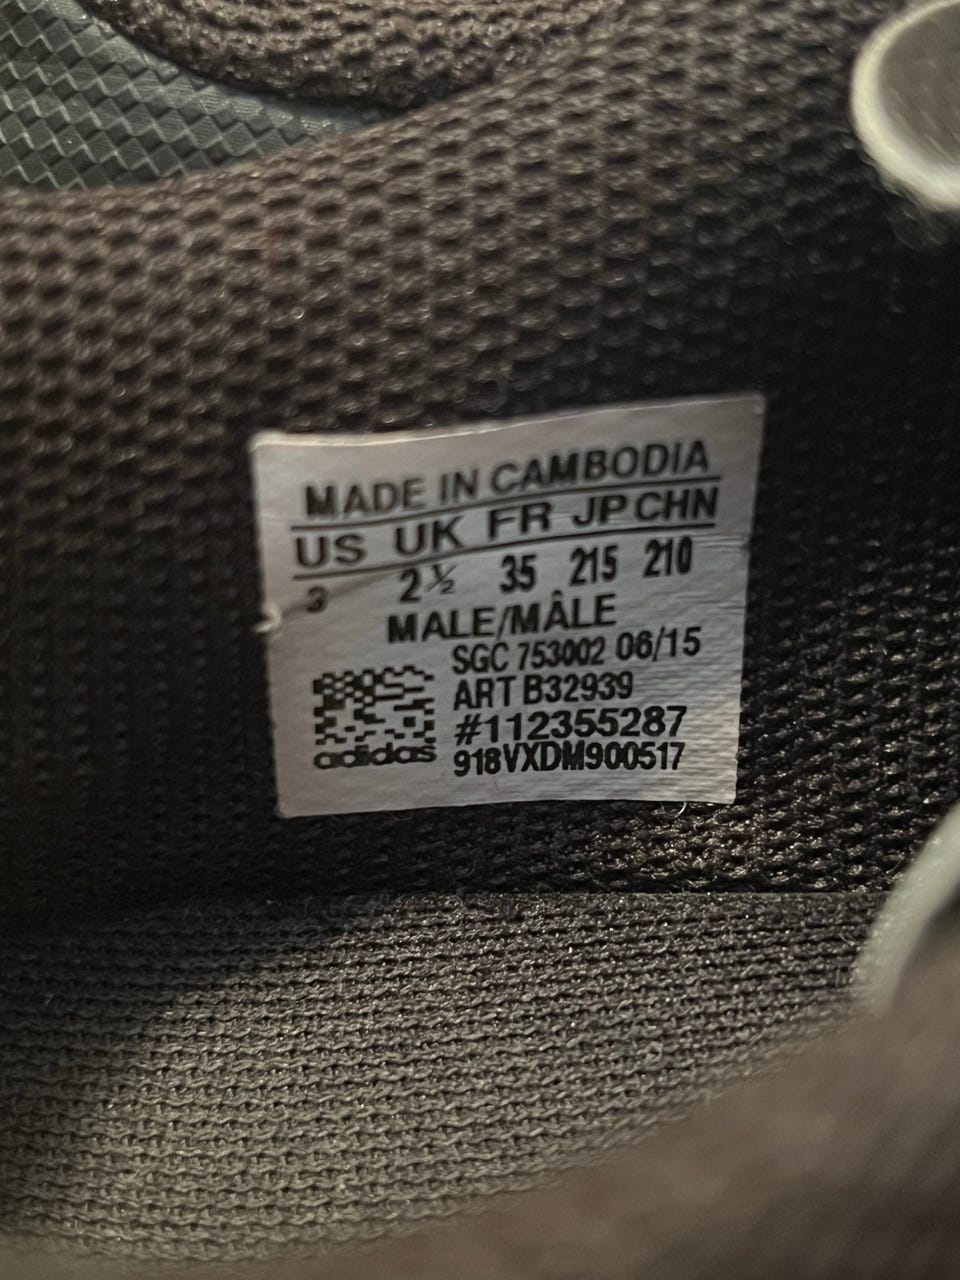 MADE IN CAMBODIA
US UK FR JP CHN
3 2½ 35 215 210
MALE/MÂLE
SGC 753002 06/15
ART B32939
#112355287
918VXDM900517
adidas